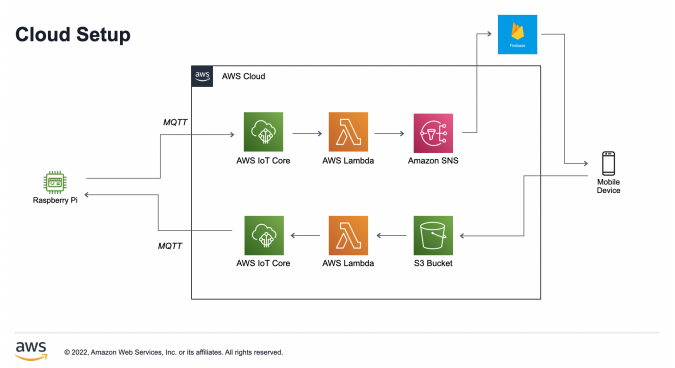 Cloud Setup
Firebase
aws
AWS Cloud
MQTT
AWS IoT Core
AWS Lambda
Amazon SNS
Raspberry Pi
Mobile
Device
MQTT
AWS IoT Core
AWS Lambda
S3 Bucket
aws
© 2022, Amazon Web Services, Inc. or its affiliates. All rights reserved.